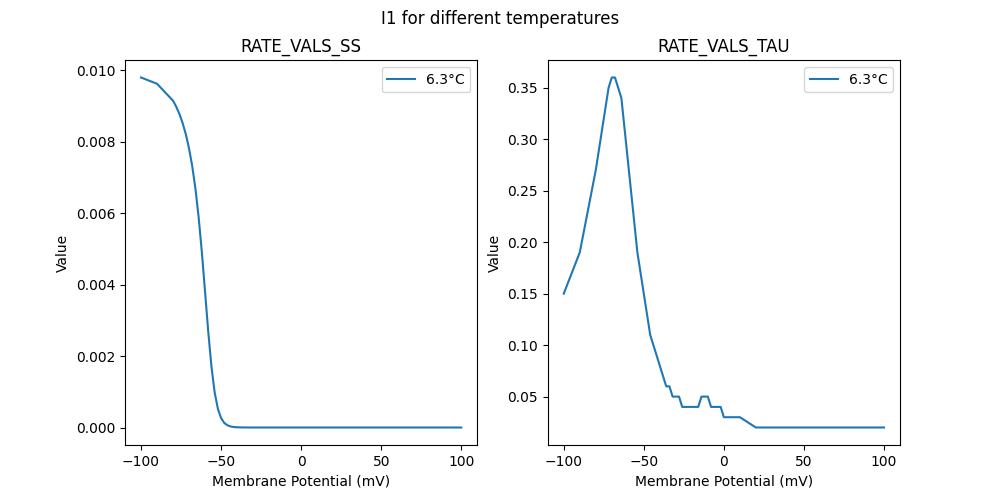 I1 for different temperatures
RATE_VALS_SS
6.3°C
0.010
0.008
0.006
0.004
0.002
0.000
Value
−100
−50
0
50
100
Membrane Potential (mV)
RATE_VALS_TAU
6.3°C
0.35
0.30
0.25
0.20
0.15
0.10
0.05
Value
−100
−50
0
50
100
Membrane Potential (mV)